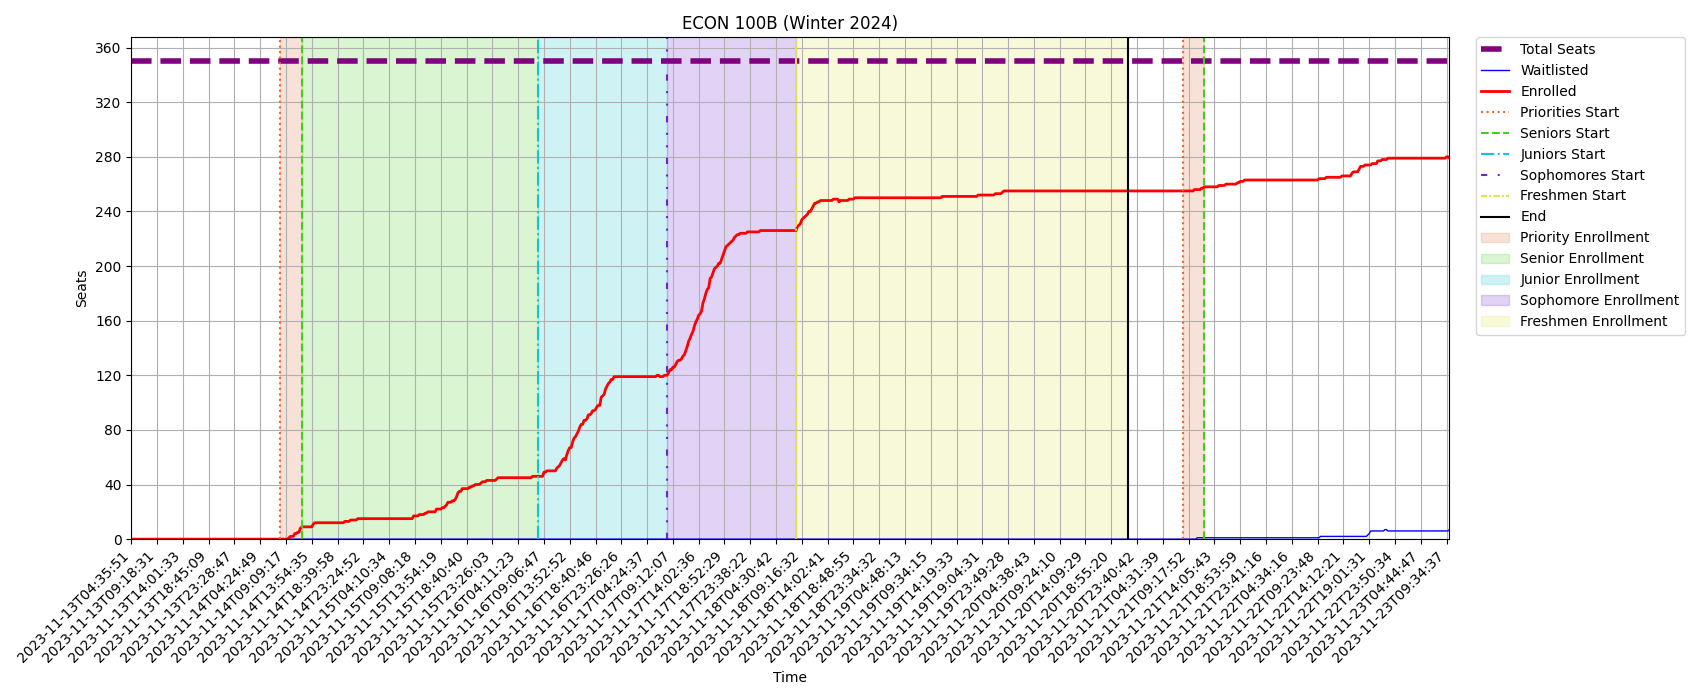 ECON 100B (Winter 2024)
360
320
280
240
200
160
120
80
40
0
Seats
2023-11-13T04:35:51
2023-11-13T09:18:31
2023-11-13T14:01:33
2023-11-13T18:45:09
2023-11-13T23:28:47
2023-11-14T04:24:49
2023-11-14T09:09:17
2023-11-14T13:54:35
2023-11-14T18:39:58
2023-11-14T23:24:52
2023-11-15T04:10:34
2023-11-15T09:08:18
2023-11-15T13:54:19
2023-11-15T18:40:40
2023-11-15T23:26:03
2023-11-16T04:11:23
2023-11-16T09:06:47
2023-11-16T13:52:52
2023-11-16T18:40:46
2023-11-16T23:26:26
2023-11-17T04:24:37
2023-11-17T09:12:07
2023-11-17T14:02:36
2023-11-17T18:52:29
2023-11-17T23:38:22
2023-11-18T04:30:42
2023-11-18T09:16:32
2023-11-18T14:02:41
2023-11-18T18:48:55
2023-11-18T23:34:32
2023-11-19T04:48:13
2023-11-19T09:34:15
2023-11-19T14:19:33
2023-11-19T19:04:31
2023-11-19T23:49:28
2023-11-20T04:38:43
2023-11-20T09:24:10
2023-11-20T14:09:29
2023-11-20T18:55:20
2023-11-20T23:40:42
2023-11-21T04:31:39
2023-11-21T09:17:52
2023-11-21T14:05:43
2023-11-21T18:53:59
2023-11-21T23:41:16
2023-11-22T04:34:16
2023-11-22T09:23:48
2023-11-22T14:12:21
2023-11-22T19:01:31
2023-11-22T23:50:34
2023-11-23T04:44:47
2023-11-23T09:34:37
Time
Total Seats
Waitlisted
Enrolled
Priorities Start
Seniors Start
Juniors Start
Sophomores Start
Freshmen Start
End
Priority Enrollment
Senior Enrollment
Junior Enrollment
Sophomore Enrollment
Freshmen Enrollment